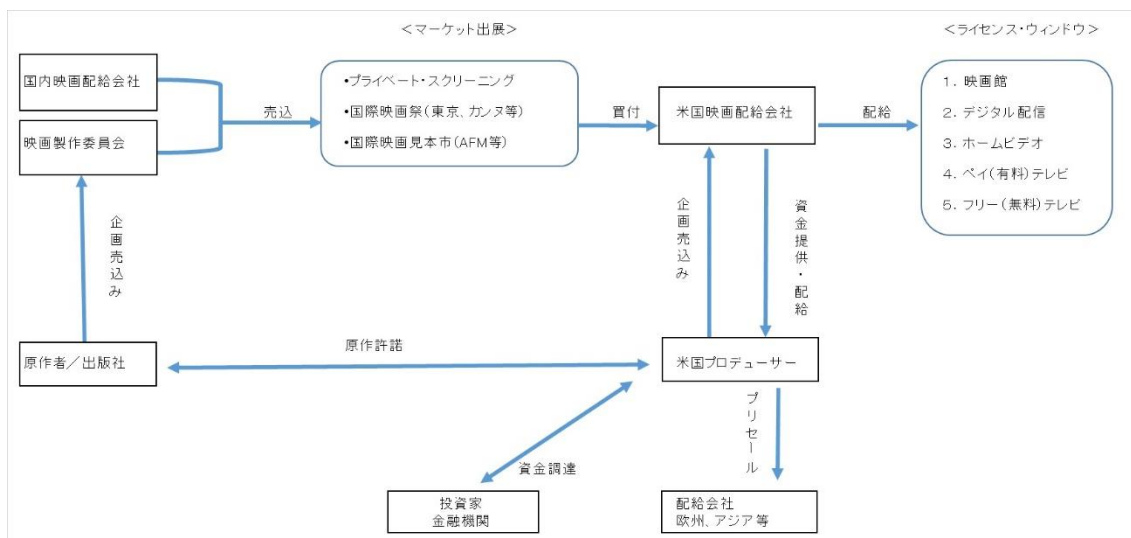 <マーケット出展>
<ライセンス・ウィンドウ>
国内映画配給会社
映画製作委員会
売込
•プライベート・スクリーニング
•国際映画祭(東京、カンヌ等)
•国際映画見本市(AFM等)
買付
米国映画配給会社
配給
1. 映画館
2. デジタル配信
3. ホームビデオ
4. ペイ(有料)テレビ
5. フリー(無料)テレビ
企画売込み
企画売込み
資金提供・配給
原作者／出版社
原作許諾
米国プロデューサー
プリセール
資金調達
投資家
金融機関
配給会社
欧州、アジア等